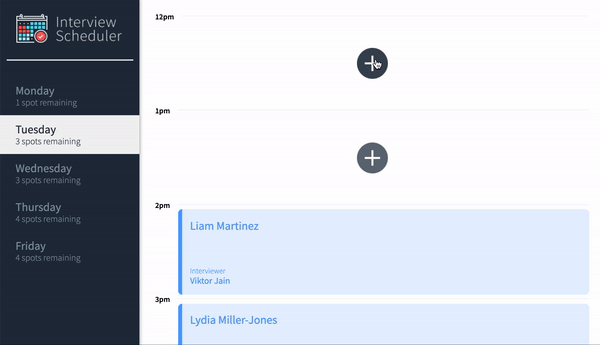 Interview
Scheduler
Monday
1 spot remaining
Tuesday
3 spots remaining
Wednesday
3 spots remaining
Thursday
4 spots remaining
Friday
4 spots remaining
12pm
1pm
2pm
Liam Martinez
Interviewer
Viktor Jain
3pm
Lydia Miller-Jones